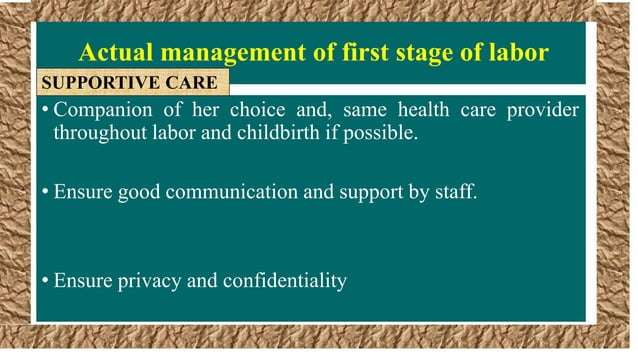 Actual management of first stage of labor
SUPPORTIVE CARE
• Companion of her choice and, same health care provider
throughout labor and childbirth if possible.
• Ensure good communication and support by staff.
• Ensure privacy and confidentiality